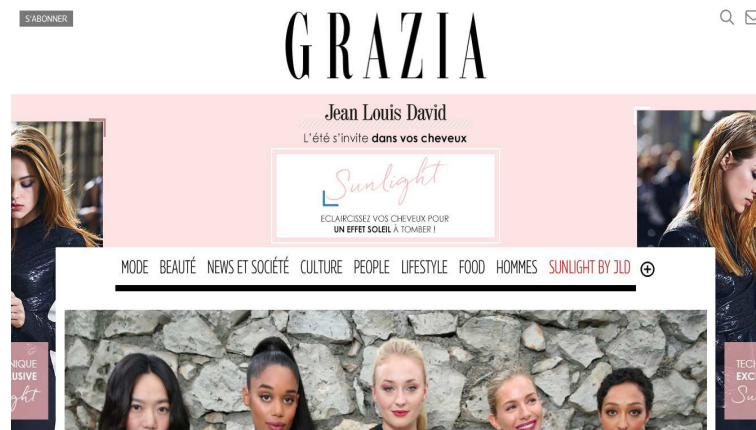 S'ABONNER
GRAZIA
Jean Louis David
L'été s'invite dans vos cheveux
Sunlight
ECLAIRCISSEZ VOS CHEVEUX POUR
UN EFFET SOLEIL À TOMBER !
MODE BEAUTÉ NEWS ET SOCIÉTÉ CULTURE PEOPLE LIFESTYLE FOOD HOMMES SUNLIGHT BY JLD